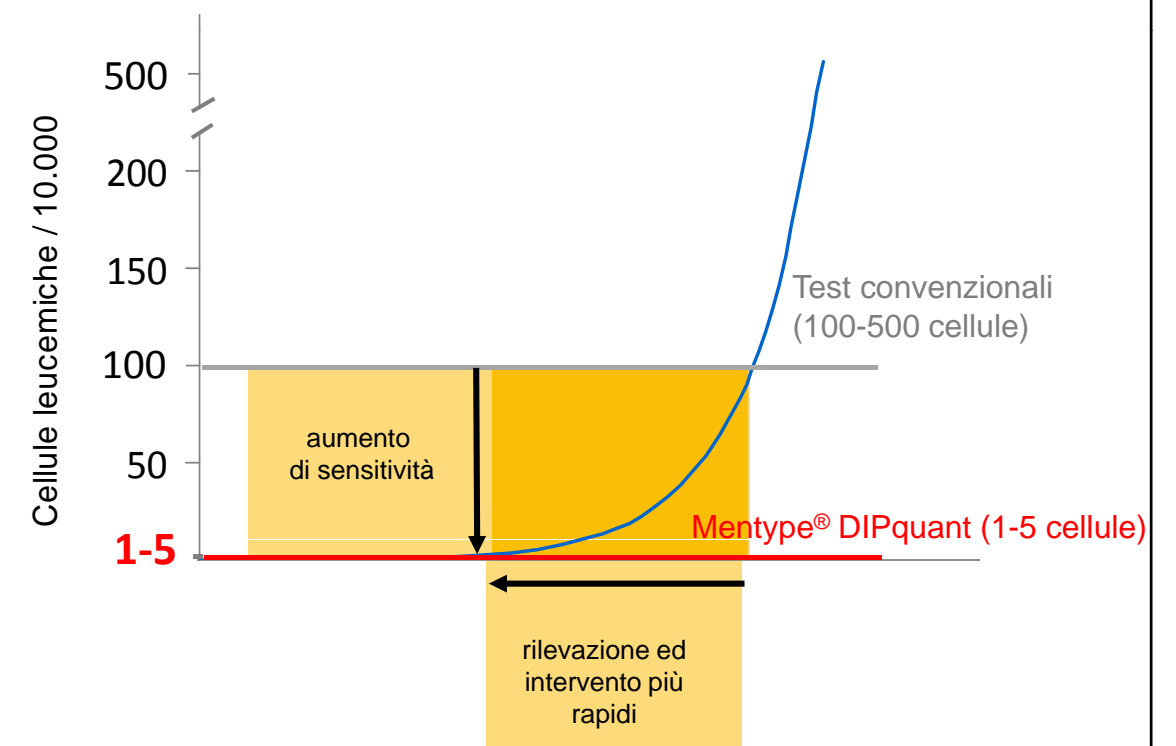 Cellule leucemiche / 10.000
500
200
150
100
50
1-5
Test convenzionali
(100-500 cellule)
aumento
di sensitività
Mentype® DIPquant (1-5 cellule)
rilevazione ed
intervento più
rapidi